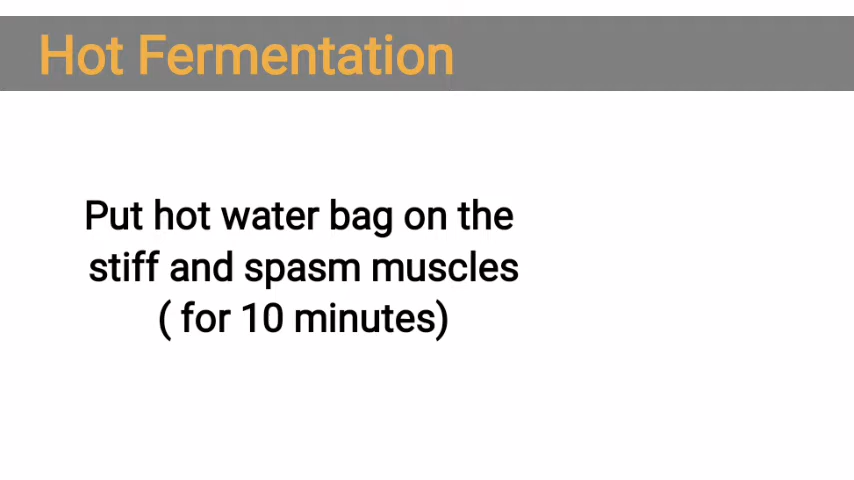 Hot Fermentation
Put hot water bag on the
stiff and spasm muscles
( for 10 minutes)